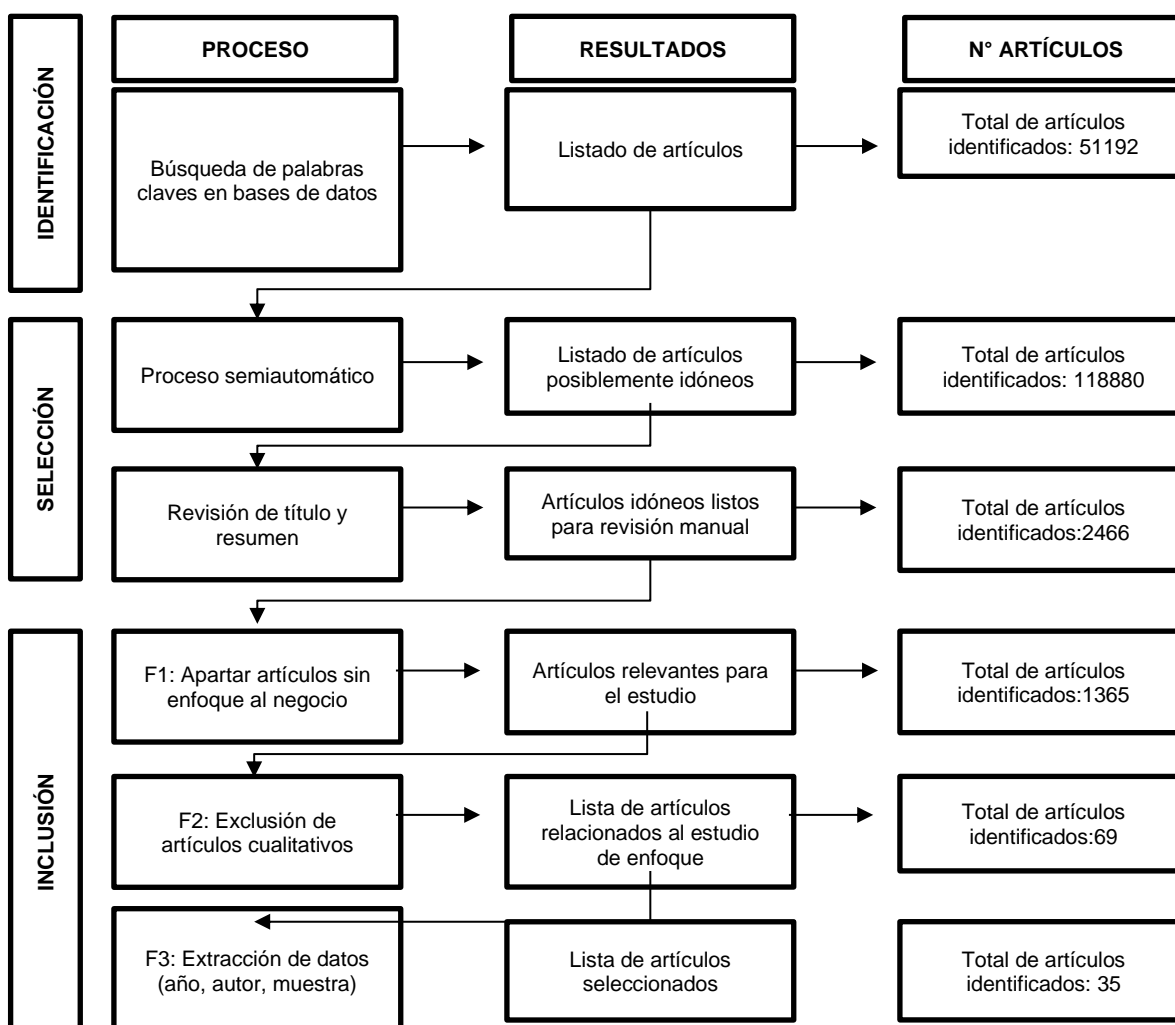 PROCESO
RESULTADOS
N° ARTÍCULOS
IDENTIFICACIÓN
Búsqueda de palabras
claves en bases de datos
Listado de artículos
Total de artículos
identificados: 51192
SELECCIÓN
Proceso semiautomático
Listado de artículos
posiblemente idóneos
Total de artículos
identificados: 118880
Revisión de título y
resumen
Artículos idóneos listos
para revisión manual
Total de artículos
identificados:2466
INCLUSIÓN
F1: Apartar artículos sin
enfoque al negocio
Artículos relevantes para
el estudio
Total de artículos
identificados:1365
F2: Exclusión de
artículos cualitativos
Lista de artículos
relacionados al estudio
de enfoque
Total de artículos
identificados:69
F3: Extracción de datos
(año, autor, muestra)
Lista de artículos
seleccionados
Total de artículos
identificados: 35